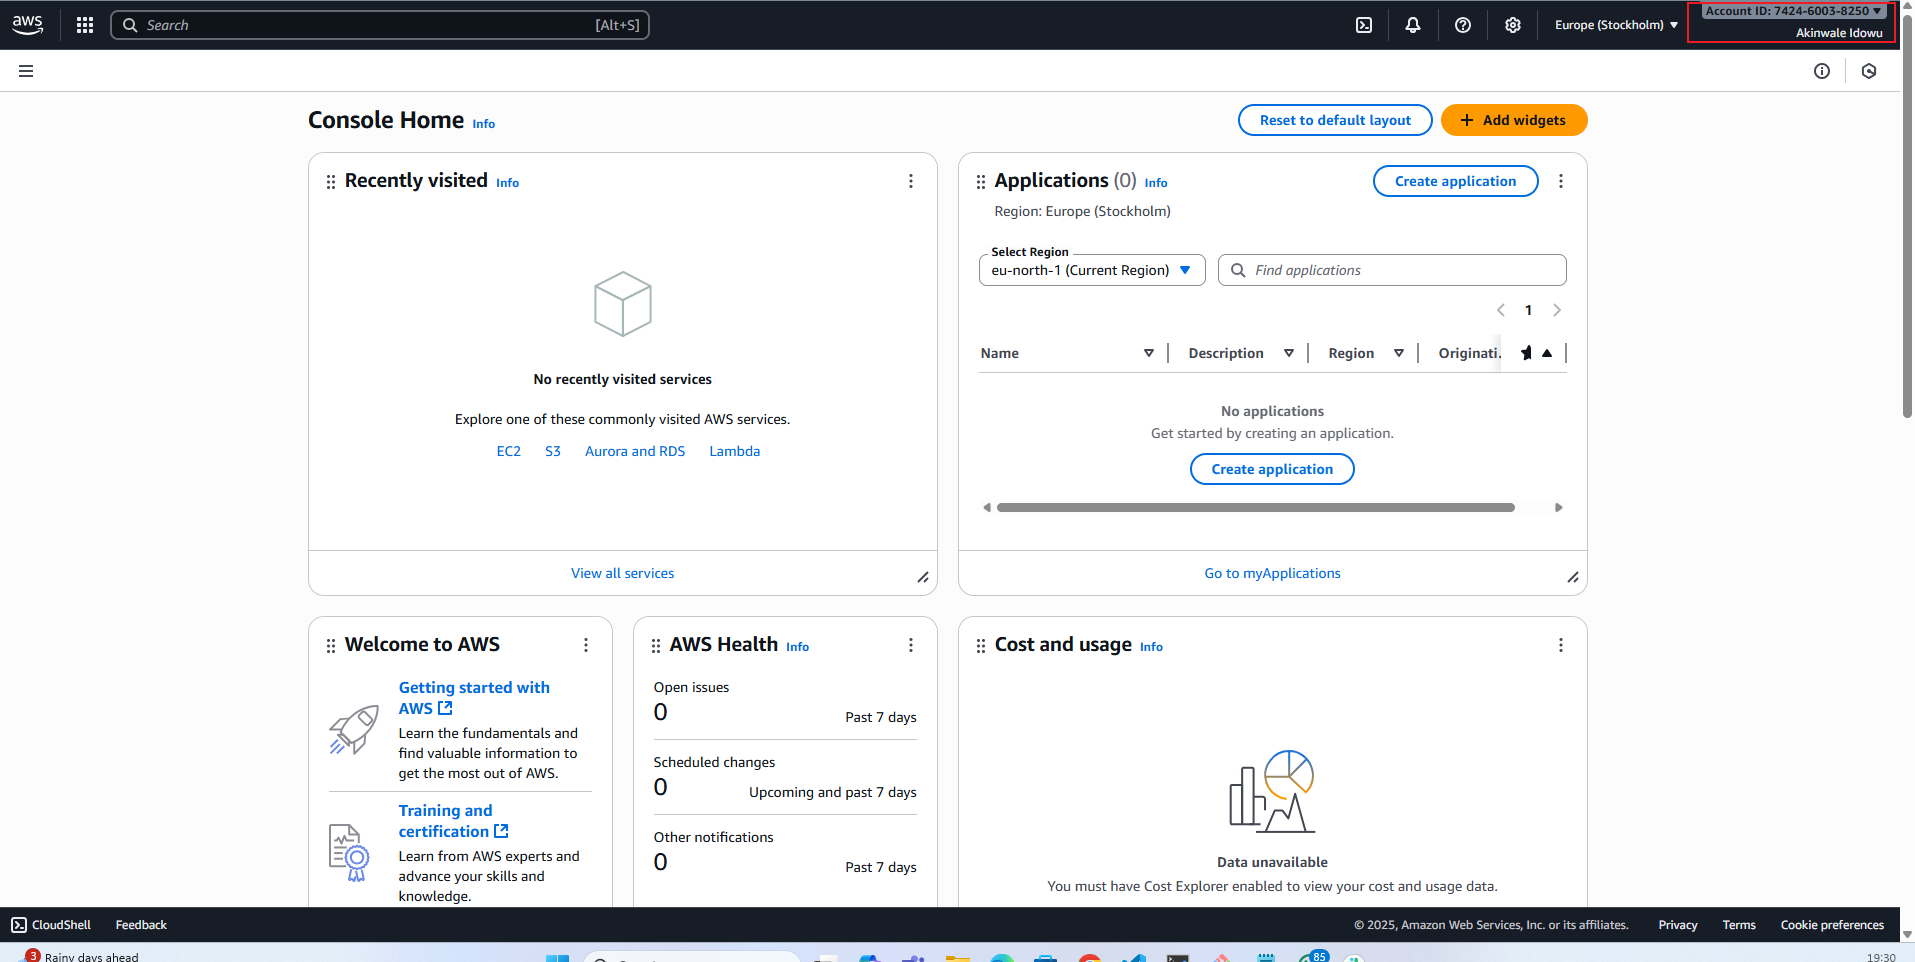 aws
Search [Alt+S]
Europe (Stockholm)
Account ID: 7424-6003-8250
Akinwale Idowu
Console Home Info
Reset to default layout
Add widgets
Recently visited Info
No recently visited services
Explore one of these commonly visited AWS services.
EC2 S3 Aurora and RDS Lambda
View all services
Applications (0) Info
Create application
Region: Europe (Stockholm)
Select Region
eu-north-1 (Current Region)
Find applications
1
Name Description Region Originati.
No applications
Get started by creating an application.
Create application
Go to myApplications
Welcome to AWS
Getting started with
AWS
Learn the fundamentals and
find valuable information to
get the most out of AWS.
Training and
certification
Learn from AWS experts and
advance your skills and
knowledge.
AWS Health Info
Open issues
0
Past 7 days
Scheduled changes
0
Upcoming and past 7 days
Other notifications
0
Past 7 days
Cost and usage Info
Data unavailable
You must have Cost Explorer enabled to view your cost and usage data.
CloudShell Feedback
© 2025, Amazon Web Services, Inc. or its affiliates. Privacy Terms Cookie preferences
3
Rainy days ahead
85
19:30